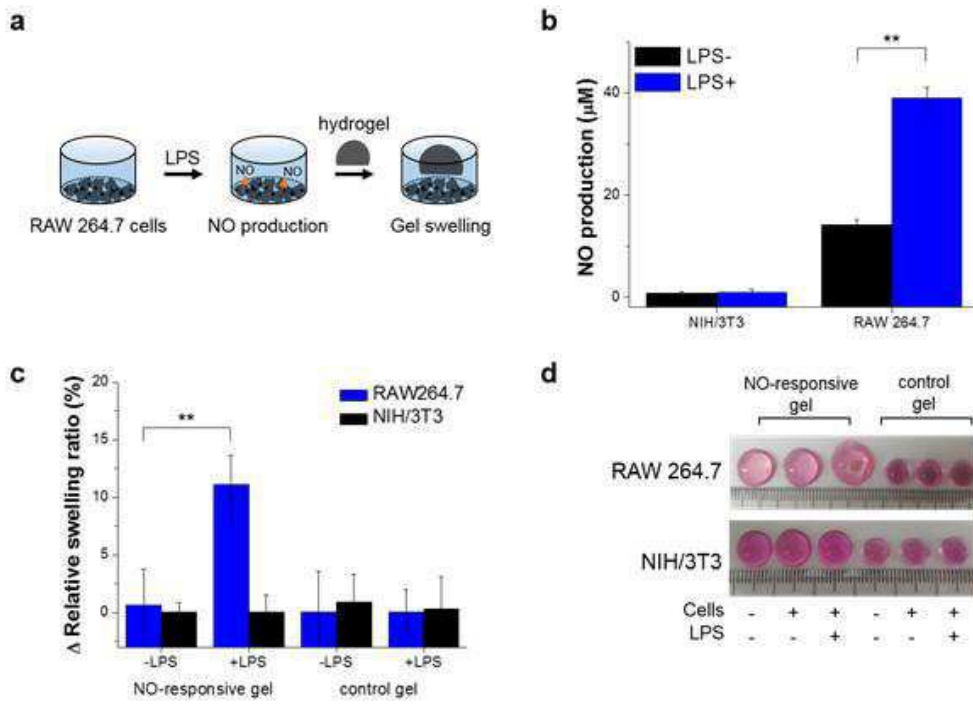 a
LPS
hydrogel
NO NO
RAW 264.7 cells
NO production
Gel swelling
b
LPS-
LPS+
**
NO production (µM)
40
20
0
NIH/3T3
RAW 264.7
c
RAW264.7
NIH/3T3
**
Δ Relative swelling ratio (%)
20
15
10
5
0
-LPS +LPS -LPS +LPS
NO-responsive gel control gel
d
NO-responsive control
gel gel
RAW 264.7
NIH/3T3
Cells - + + - + +
LPS + +